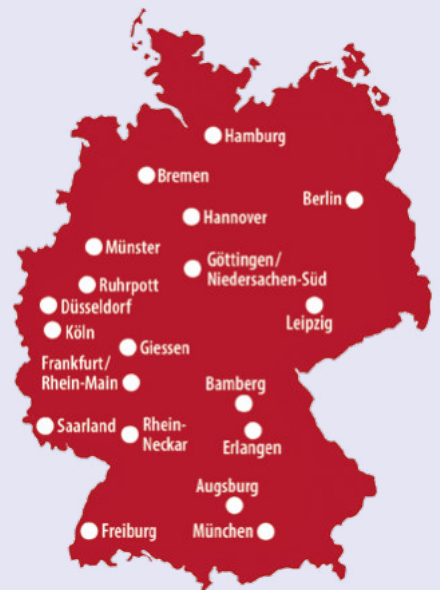 Hamburg
Bremen
Berlin
Hannover
Münster
Göttingen/
Niedersachen-Süd
Ruhrpott
Düsseldorf
Leipzig
Köln
Giessen
Frankfurt/
Rhein-Main
Bamberg
Saarland
Rhein-
Neckar
Erlangen
Augsburg
Freiburg
München